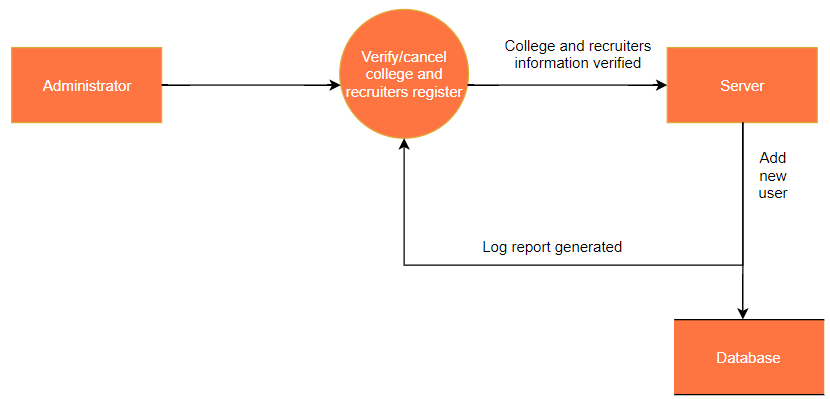 Administrator
Verify/cancel
college and
recruiters register
College and recruiters
information verified
Server
Add
new
user
Log report generated
Database